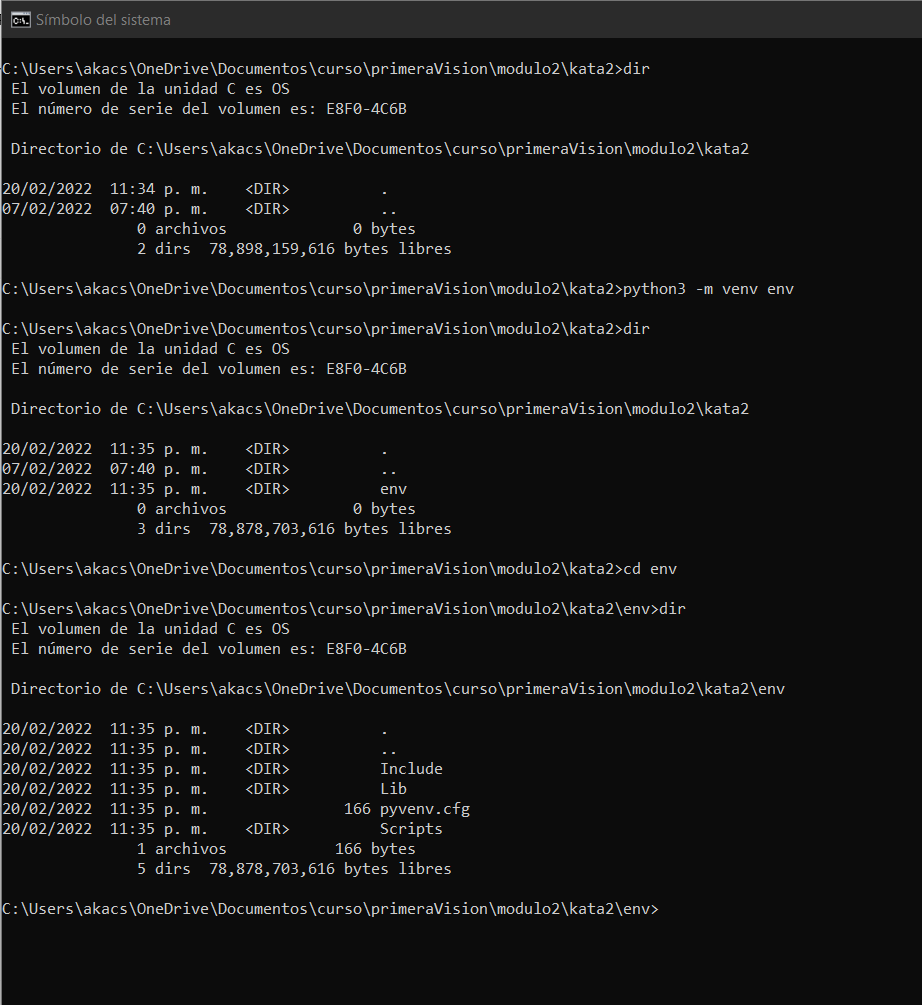 Símbolo del sistema
C:\Users\akacs\OneDrive\Documentos\curso\primeraVision\modulo2\kata2>dir
 El volumen de la unidad C es OS
 El número de serie del volumen es: E8F0-4C6B

 Directorio de C:\Users\akacs\OneDrive\Documentos\curso\primeraVision\modulo2\kata2

20/02/2022  11:34 p. m.    <DIR>          .
07/02/2022  07:40 p. m.    <DIR>          ..
               0 archivos              0 bytes
               2 dirs  78,898,159,616 bytes libres

C:\Users\akacs\OneDrive\Documentos\curso\primeraVision\modulo2\kata2>python3 -m venv env

C:\Users\akacs\OneDrive\Documentos\curso\primeraVision\modulo2\kata2>dir
 El volumen de la unidad C es OS
 El número de serie del volumen es: E8F0-4C6B

 Directorio de C:\Users\akacs\OneDrive\Documentos\curso\primeraVision\modulo2\kata2

20/02/2022  11:35 p. m.    <DIR>          .
07/02/2022  07:40 p. m.    <DIR>          ..
20/02/2022  11:35 p. m.    <DIR>          env
               0 archivos              0 bytes
               3 dirs  78,878,703,616 bytes libres

C:\Users\akacs\OneDrive\Documentos\curso\primeraVision\modulo2\kata2>cd env

C:\Users\akacs\OneDrive\Documentos\curso\primeraVision\modulo2\kata2\env>dir
 El volumen de la unidad C es OS
 El número de serie del volumen es: E8F0-4C6B

 Directorio de C:\Users\akacs\OneDrive\Documentos\curso\primeraVision\modulo2\kata2\env

20/02/2022  11:35 p. m.    <DIR>          .
20/02/2022  11:35 p. m.    <DIR>          ..
20/02/2022  11:35 p. m.    <DIR>          Include
20/02/2022  11:35 p. m.    <DIR>          Lib
20/02/2022  11:35 p. m.               166 pyvenv.cfg
20/02/2022  11:35 p. m.    <DIR>          Scripts
               1 archivos            166 bytes
               5 dirs  78,878,703,616 bytes libres

C:\Users\akacs\OneDrive\Documentos\curso\primeraVision\modulo2\kata2\env>